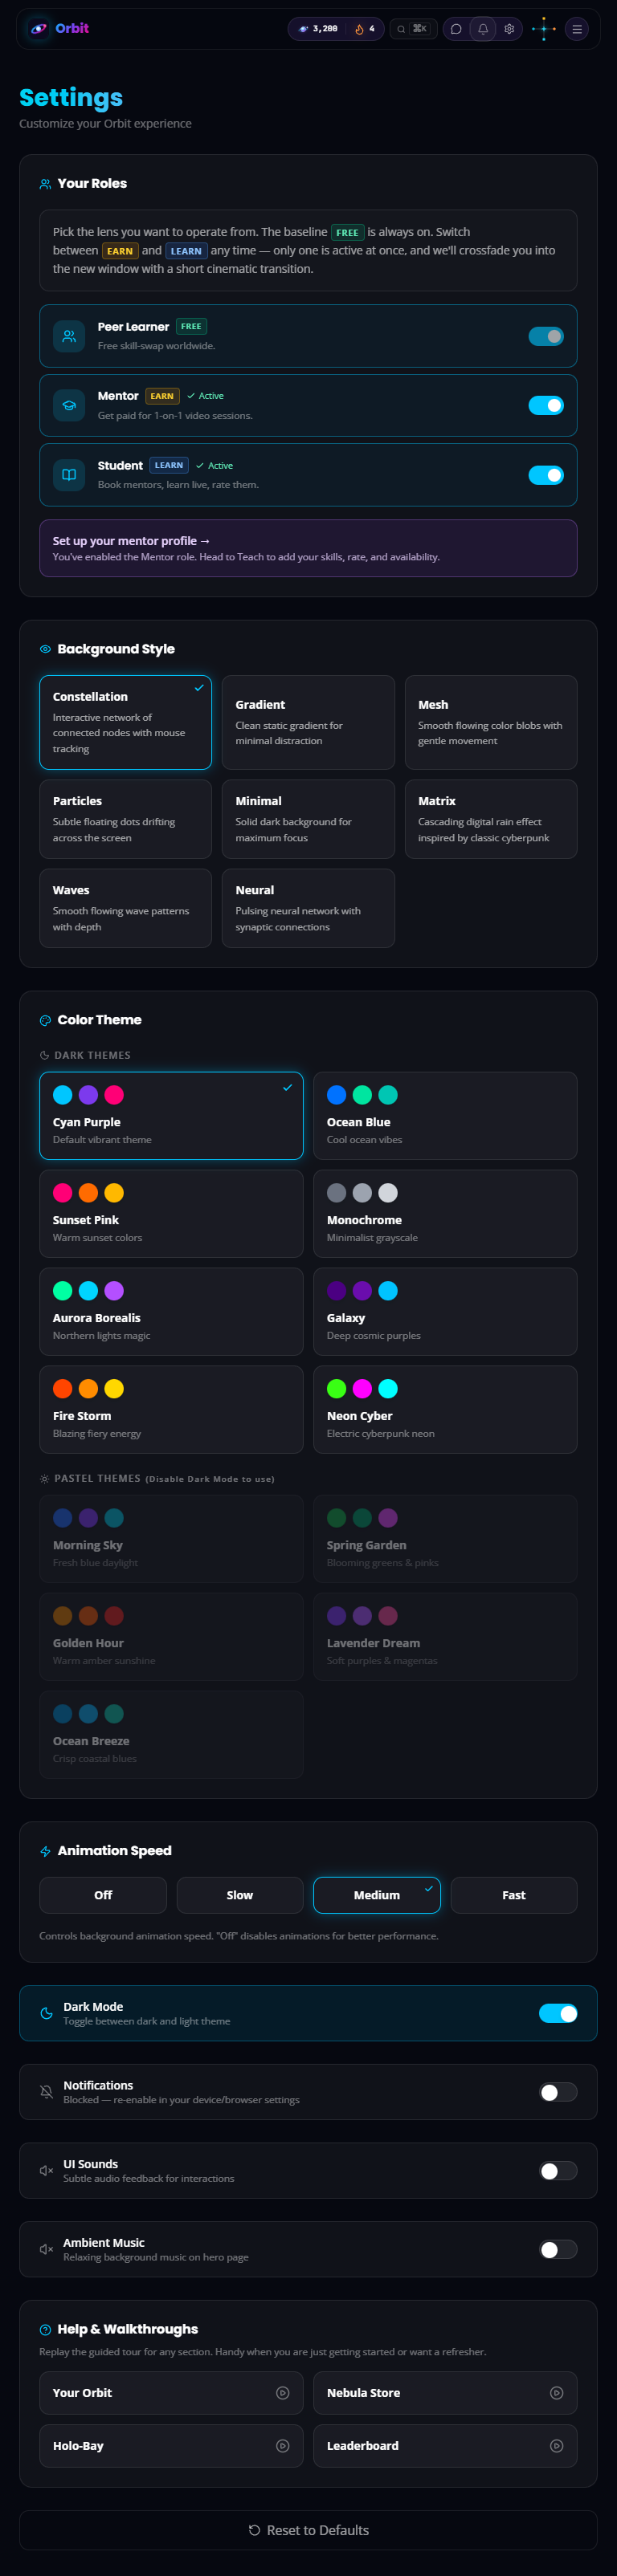 Orbit
3,200
4
⌘K
Settings
Customize your Orbit experience
Your Roles
Pick the lens you want to operate from. The baseline FREE is always on. Switch
between EARN and LEARN any time — only one is active at once, and we'll crossfade you into
the new window with a short cinematic transition.
Peer Learner FREE
Free skill-swap worldwide.
Mentor EARN ✓ Active
Get paid for 1-on-1 video sessions.
Student LEARN ✓ Active
Book mentors, learn live, rate them.
Set up your mentor profile →
You've enabled the Mentor role. Head to Teach to add your skills, rate, and availability.
Background Style
Constellation
Interactive network of
connected nodes with mouse
tracking
Gradient
Clean static gradient for
minimal distraction
Mesh
Smooth flowing color blobs with
gentle movement
Particles
Subtle floating dots drifting
across the screen
Minimal
Solid dark background for
maximum focus
Matrix
Cascading digital rain effect
inspired by classic cyberpunk
Waves
Smooth flowing wave patterns
with depth
Neural
Pulsing neural network with
synaptic connections
Color Theme
DARK THEMES
Cyan Purple
Default vibrant theme
Ocean Blue
Cool ocean vibes
Sunset Pink
Warm sunset colors
Monochrome
Minimalist grayscale
Aurora Borealis
Northern lights magic
Galaxy
Deep cosmic purples
Fire Storm
Blazing fiery energy
Neon Cyber
Electric cyberpunk neon
PASTEL THEMES (Disable Dark Mode to use)
Morning Sky
Fresh blue daylight
Spring Garden
Blooming greens & pinks
Golden Hour
Warm amber sunshine
Lavender Dream
Soft purples & magentas
Ocean Breeze
Crisp coastal blues
Animation Speed
Off
Slow
Medium
Fast
Controls background animation speed. "Off" disables animations for better performance.
Dark Mode
Toggle between dark and light theme
Notifications
Blocked — re-enable in your device/browser settings
UI Sounds
Subtle audio feedback for interactions
Ambient Music
Relaxing background music on hero page
Help & Walkthroughs
Replay the guided tour for any section. Handy when you are just getting started or want a refresher.
Your Orbit
Nebula Store
Holo-Bay
Leaderboard
Reset to Defaults